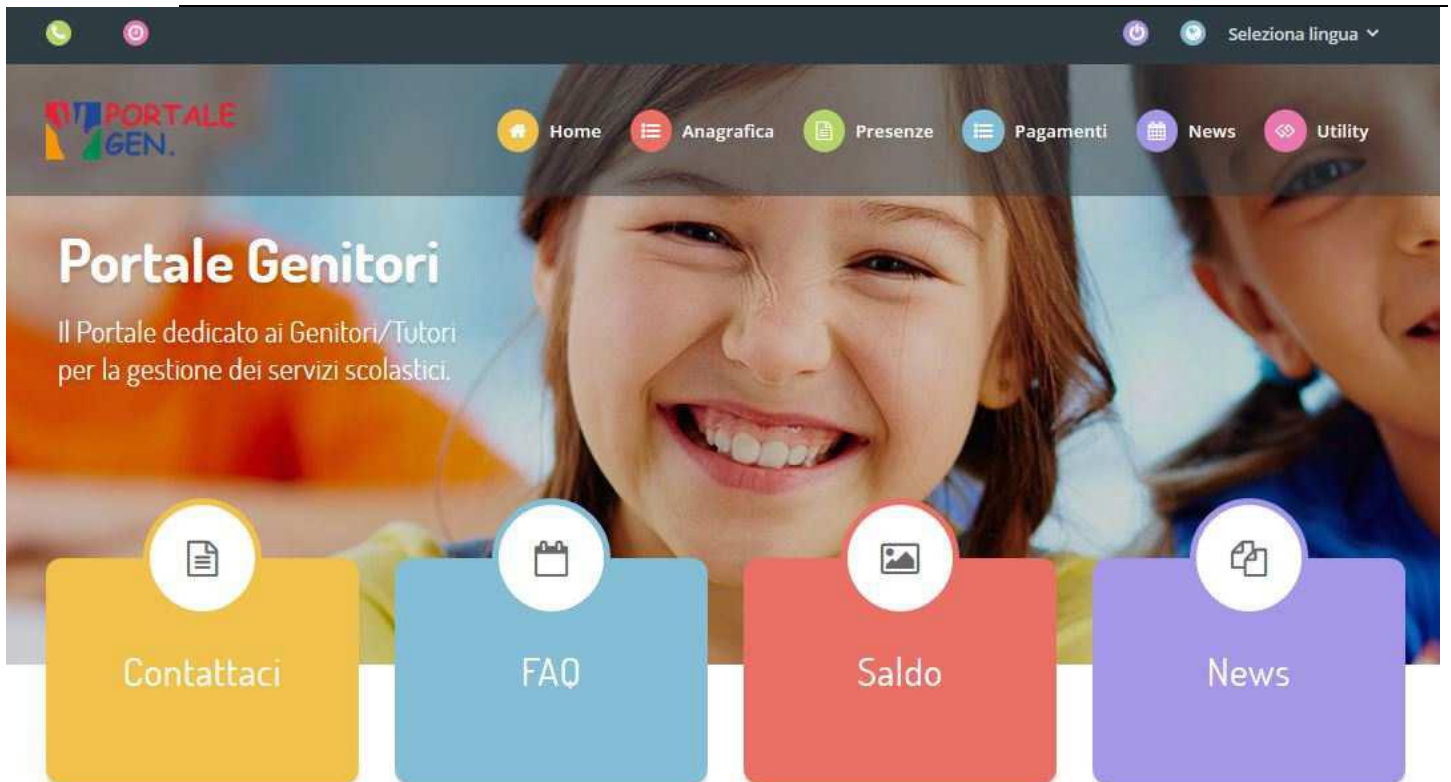 Seleziona lingua
PORTALE
GEN.
Home Anagrafica Presenze Pagamenti News Utility
Portale Genitori
Il Portale dedicato ai Genitori/Tutori
per la gestione dei servizi scolastici.
Contattaci FAQ Saldo News